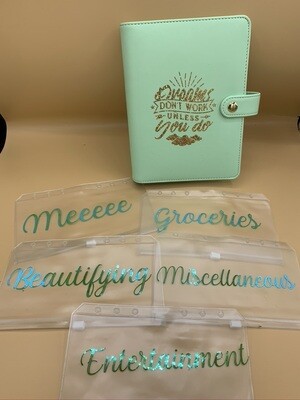 Dreams
DON'T WORK
UNLESS
You do
Meeeee
Groceries
Beautifying
Miscellaneous
Entertainment